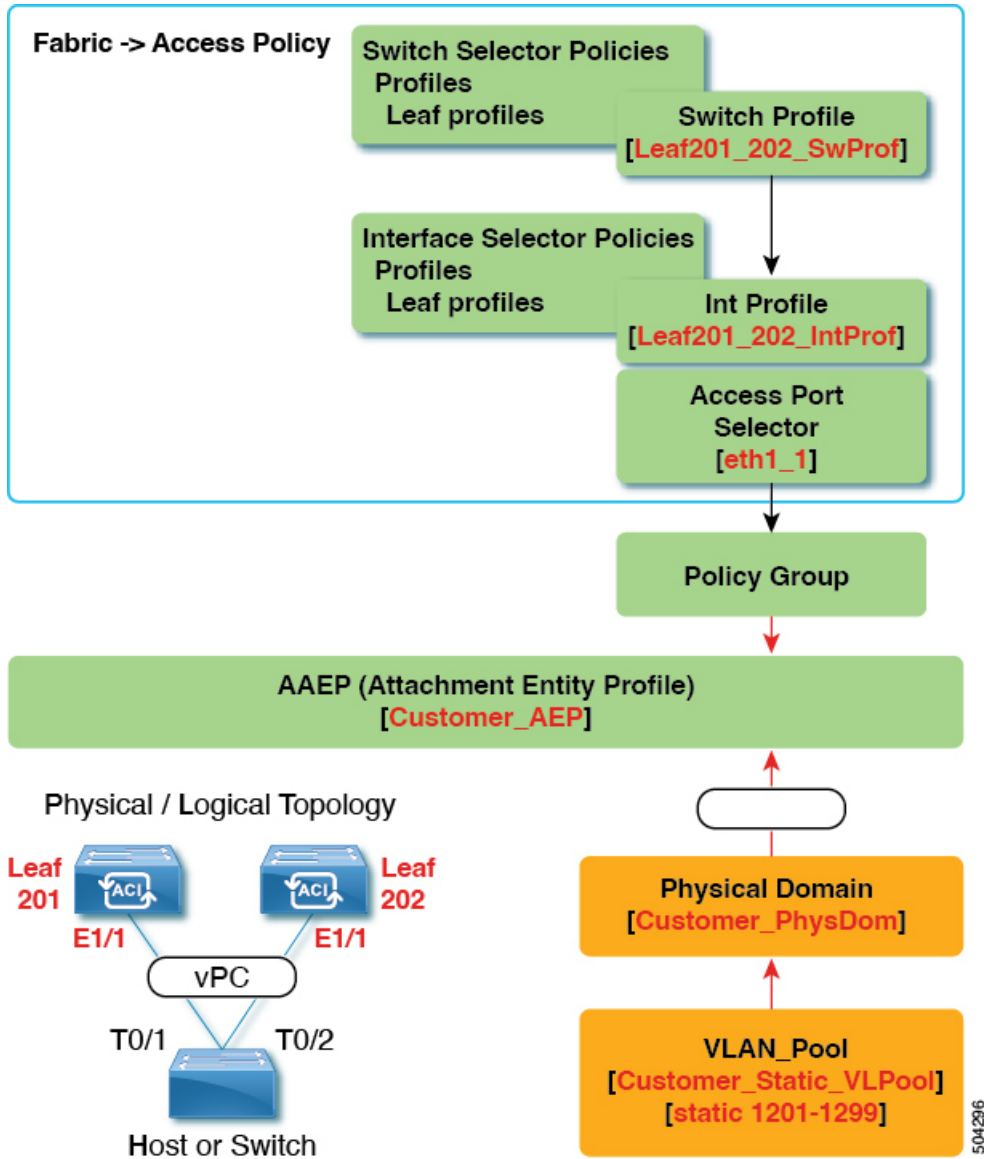 Fabric -> Access Policy
Switch Selector Policies
Profiles
Leaf profiles
Switch Profile
[Leaf201_202_SwProf]
Interface Selector Policies
Profiles
Leaf profiles
Int Profile
[Leaf201_202_IntProf]
Access Port
Selector
[eth1_1]
Policy Group
AAEP (Attachment Entity Profile)
[Customer_AEP]
Physical / Logical Topology
Leaf
201
ACI
ACI
Leaf
202
E1/1
E1/1
vPC
T0/1
T0/2
Host or Switch
Physical Domain
[Customer_PhysDom]
VLAN_Pool
[Customer_Static_VLPool]
[static 1201-1299]
504296